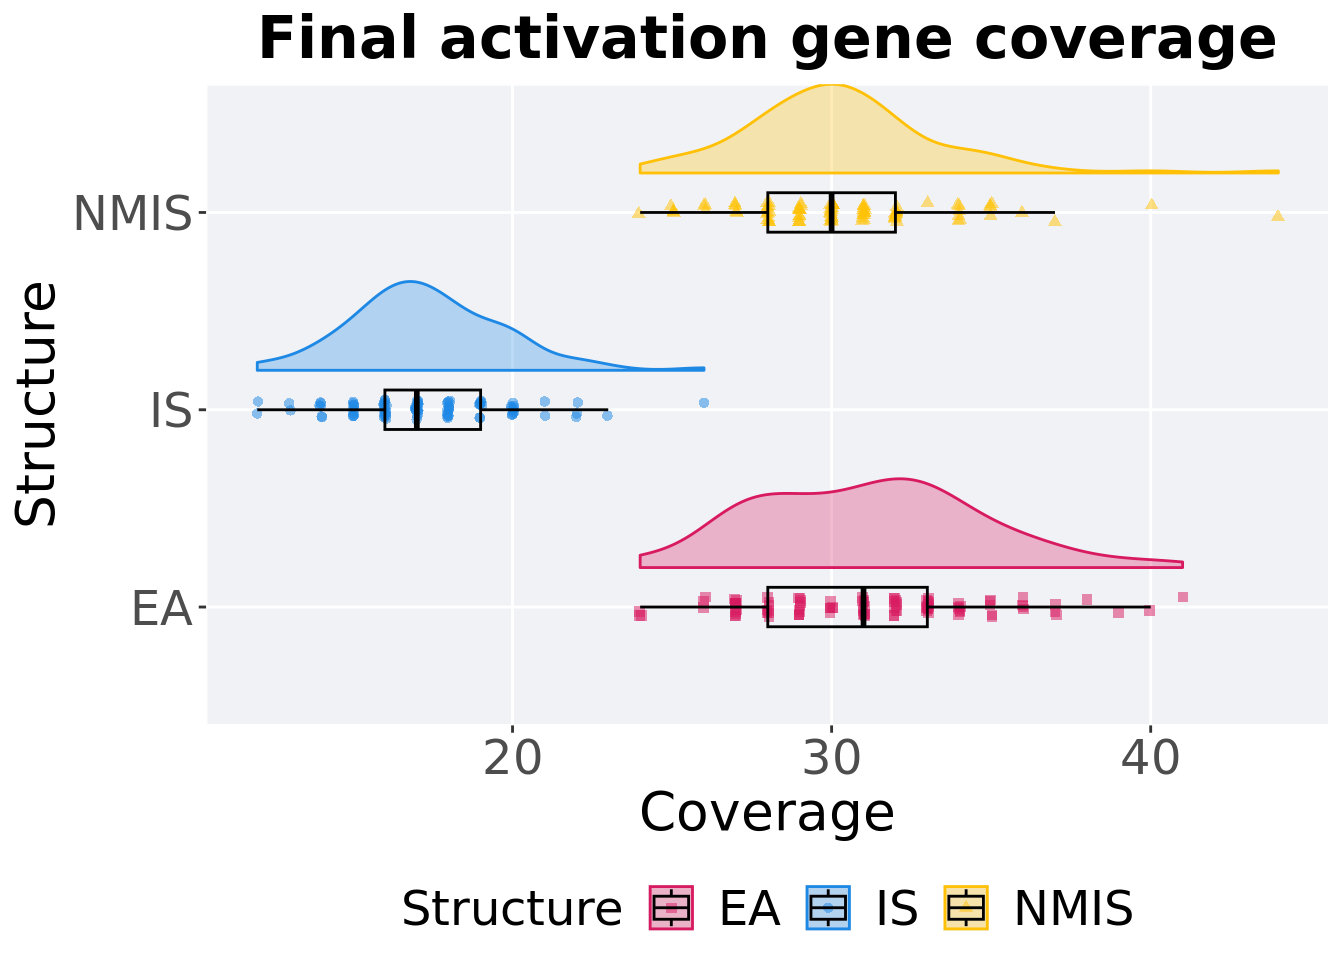 Final activation gene coverage
NMIS
IS
EA
Structure
20 30 40
Coverage
Structure EA IS NMIS